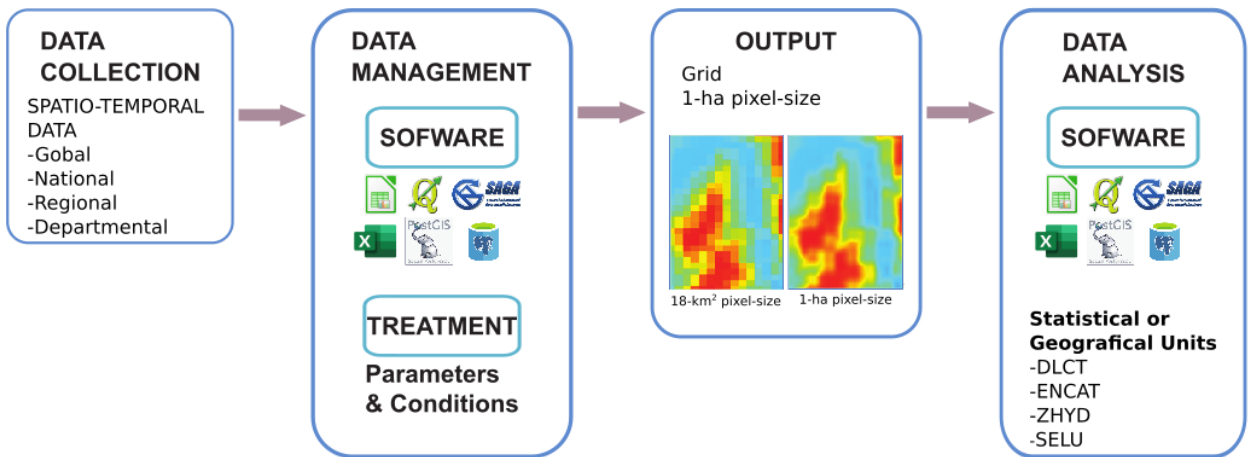 DATA
COLLECTION
SPATIO-TEMPORAL
DATA
-Gobal
-National
-Regional
-Departmental
DATA
MANAGEMENT
SOFWARE
SAGA
X
PostGIS
TREATMENT
Parameters
& Conditions
OUTPUT
Grid
1-ha pixel-size
18-km² pixel-size
1-ha pixel-size
DATA
ANALYSIS
SOFWARE
SAGA
X
PostGIS
Statistical or
Geografical Units
-DLCT
-ENCAT
-ZHYD
-SELU